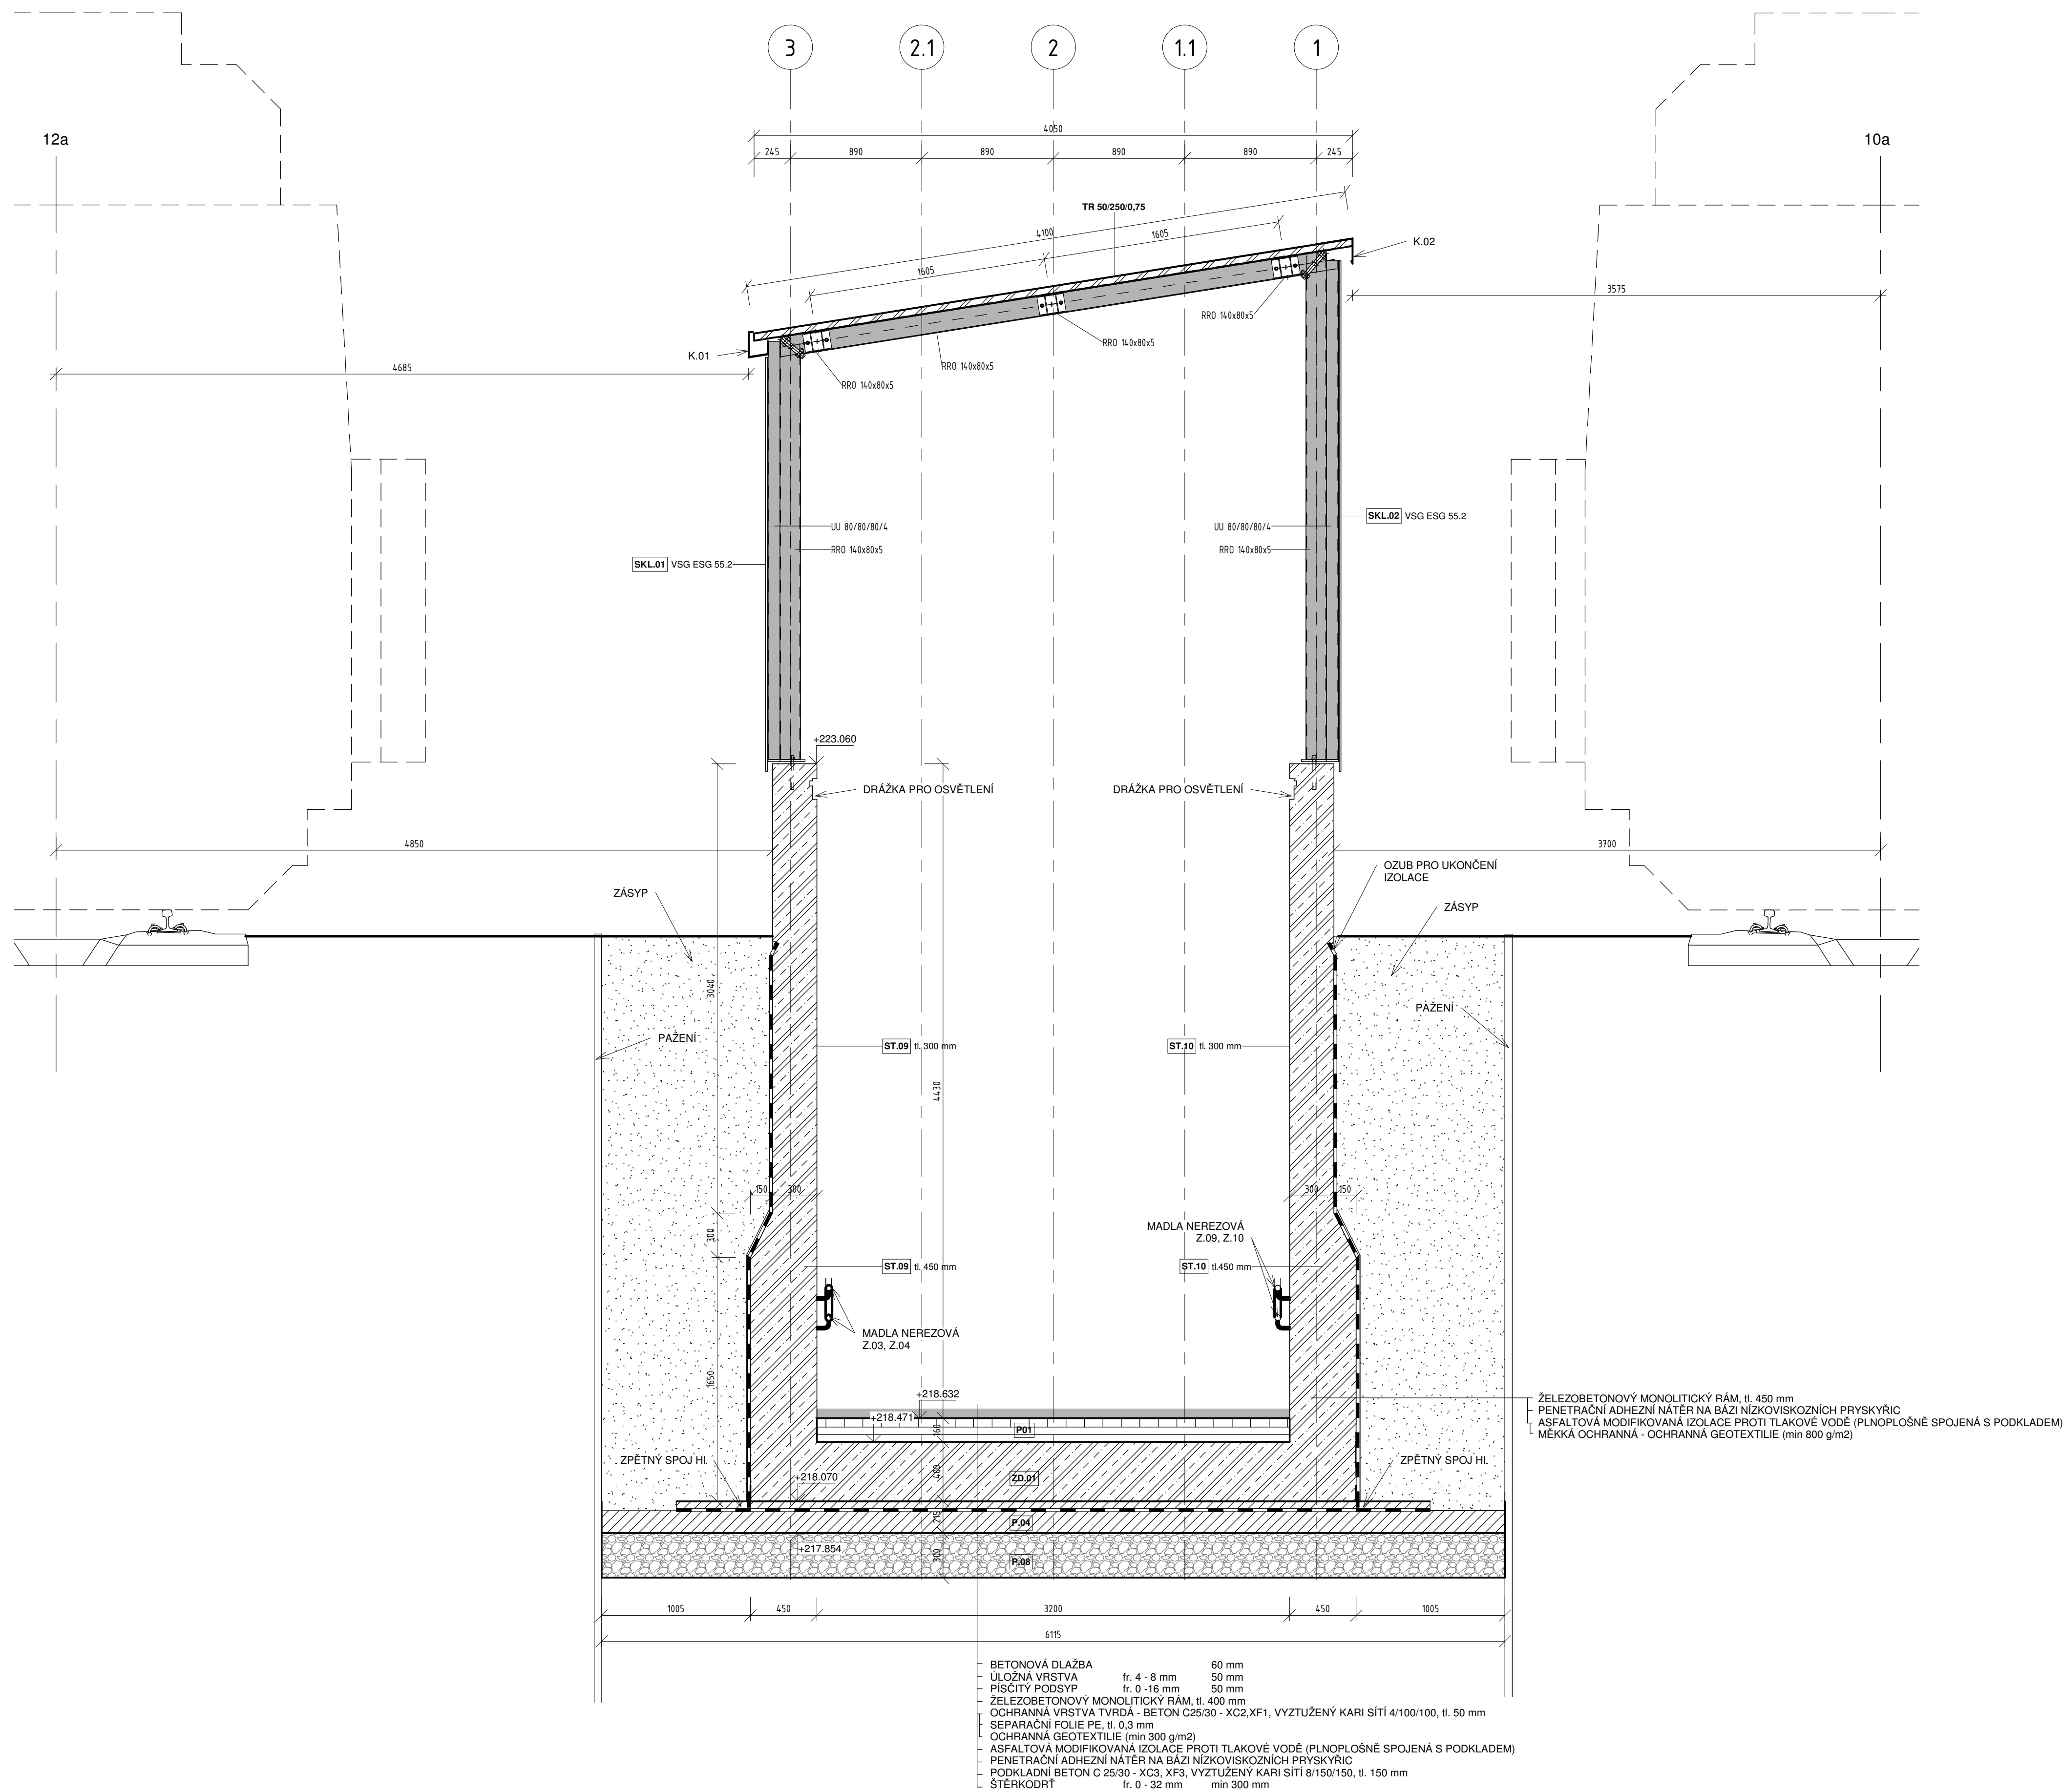 3
2.1
2
1.1
1
12a
10a
4050
245
890
890
890
890
245
TR 50/250/0,75
4100
1605
1605
K.02
3575
RRO 140x80x5
RRO 140x80x5
K.01
RRO 140x80x5
4685
RRO 140x80x5
SKL.02 VSG ESG 55.2
UU 80/80/80/4
UU 80/80/80/4
RRO 140x80x5
RRO 140x80x5
SKL.01 VSG ESG 55.2
+223.060
DRÁŽKA PRO OSVĚTLENÍ
DRÁŽKA PRO OSVĚTLENÍ
4850
3700
OZUB PRO UKONČENÍ
IZOLACE
ZÁSYP
ZÁSYP
3040
PAŽENÍ
PAŽENÍ
ST.09 tl. 300 mm
ST.10 tl. 300 mm
4430
150
300
300
150
MADLA NEREZOVÁ
Z.09, Z.10
300
ST.09 tl. 450 mm
ST.10 tl.450 mm
MADLA NEREZOVÁ
Z.03, Z.04
1650
+218.632
+218.471
160
P01
ŽELEZOBETONOVÝ MONOLITICKÝ RÁM, tl. 450 mm
PENETRAČNÍ ADHEZNÍ NÁTĚR NA BÁZI NÍZKOVISKOZNÍCH PRYSKYŘIC
ASFALTOVÁ MODIFIKOVANÁ IZOLACE PROTI TLAKOVÉ VODĚ (PLNOPLOŠNĚ SPOJENÁ S PODKLADEM)
MĚKKÁ OCHRANNÁ - OCHRANNÁ GEOTEXTILIE (min 800 g/m2)
ZPĚTNÝ SPOJ HI.
ZPĚTNÝ SPOJ HI.
+218.070
400
ZD.01
215
P.04
+217.854
300
P.08
1005
450
3200
450
1005
6115
BETONOVÁ DLAŽBA 60 mm
ÚLOŽNÁ VRSTVA fr. 4 - 8 mm 50 mm
PÍSČITÝ PODSYP fr. 0 -16 mm 50 mm
ŽELEZOBETONOVÝ MONOLITICKÝ RÁM, tl. 400 mm
OCHRANNÁ VRSTVA TVRDÁ - BETON C25/30 - XC2,XF1, VYZTUŽENÝ KARI SÍTÍ 4/100/100, tl. 50 mm
SEPARAČNÍ FOLIE PE, tl. 0,3 mm
OCHRANNÁ GEOTEXTILIE (min 300 g/m2)
ASFALTOVÁ MODIFIKOVANÁ IZOLACE PROTI TLAKOVÉ VODĚ (PLNOPLOŠNĚ SPOJENÁ S PODKLADEM)
PENETRAČNÍ ADHEZNÍ NÁTĚR NA BÁZI NÍZKOVISKOZNÍCH PRYSKYŘIC
PODKLADNÍ BETON C 25/30 - XC3, XF3, VYZTUŽENÝ KARI SÍTÍ 8/150/150, tl. 150 mm
ŠTĚRKODRŤ fr. 0 - 32 mm min 300 mm